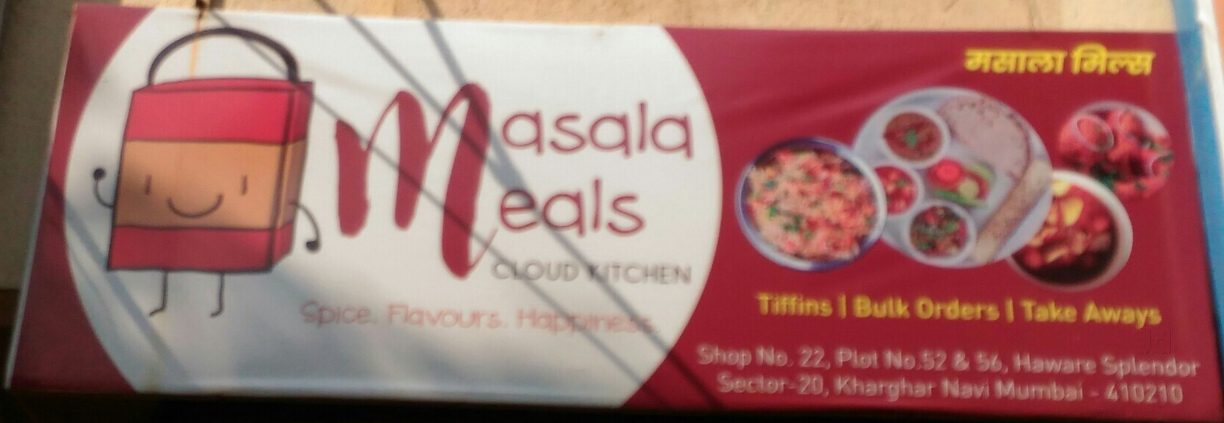 मसाला मिल्स
Masala
Meals
CLOUD KITCHEN
Spice. Flavours. Happiness.
Tiffins | Bulk Orders | Take Aways
Shop No. 22, Plot No.52 & 56, Haware Splendor
Sector-20, Kharghar Navi Mumbai - 410210